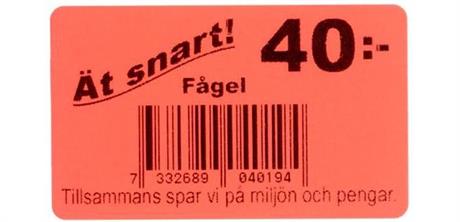 Ät snart! 40:-
Fågel
7 332689 040194
Tillsammans spar vi på miljön och pengar.